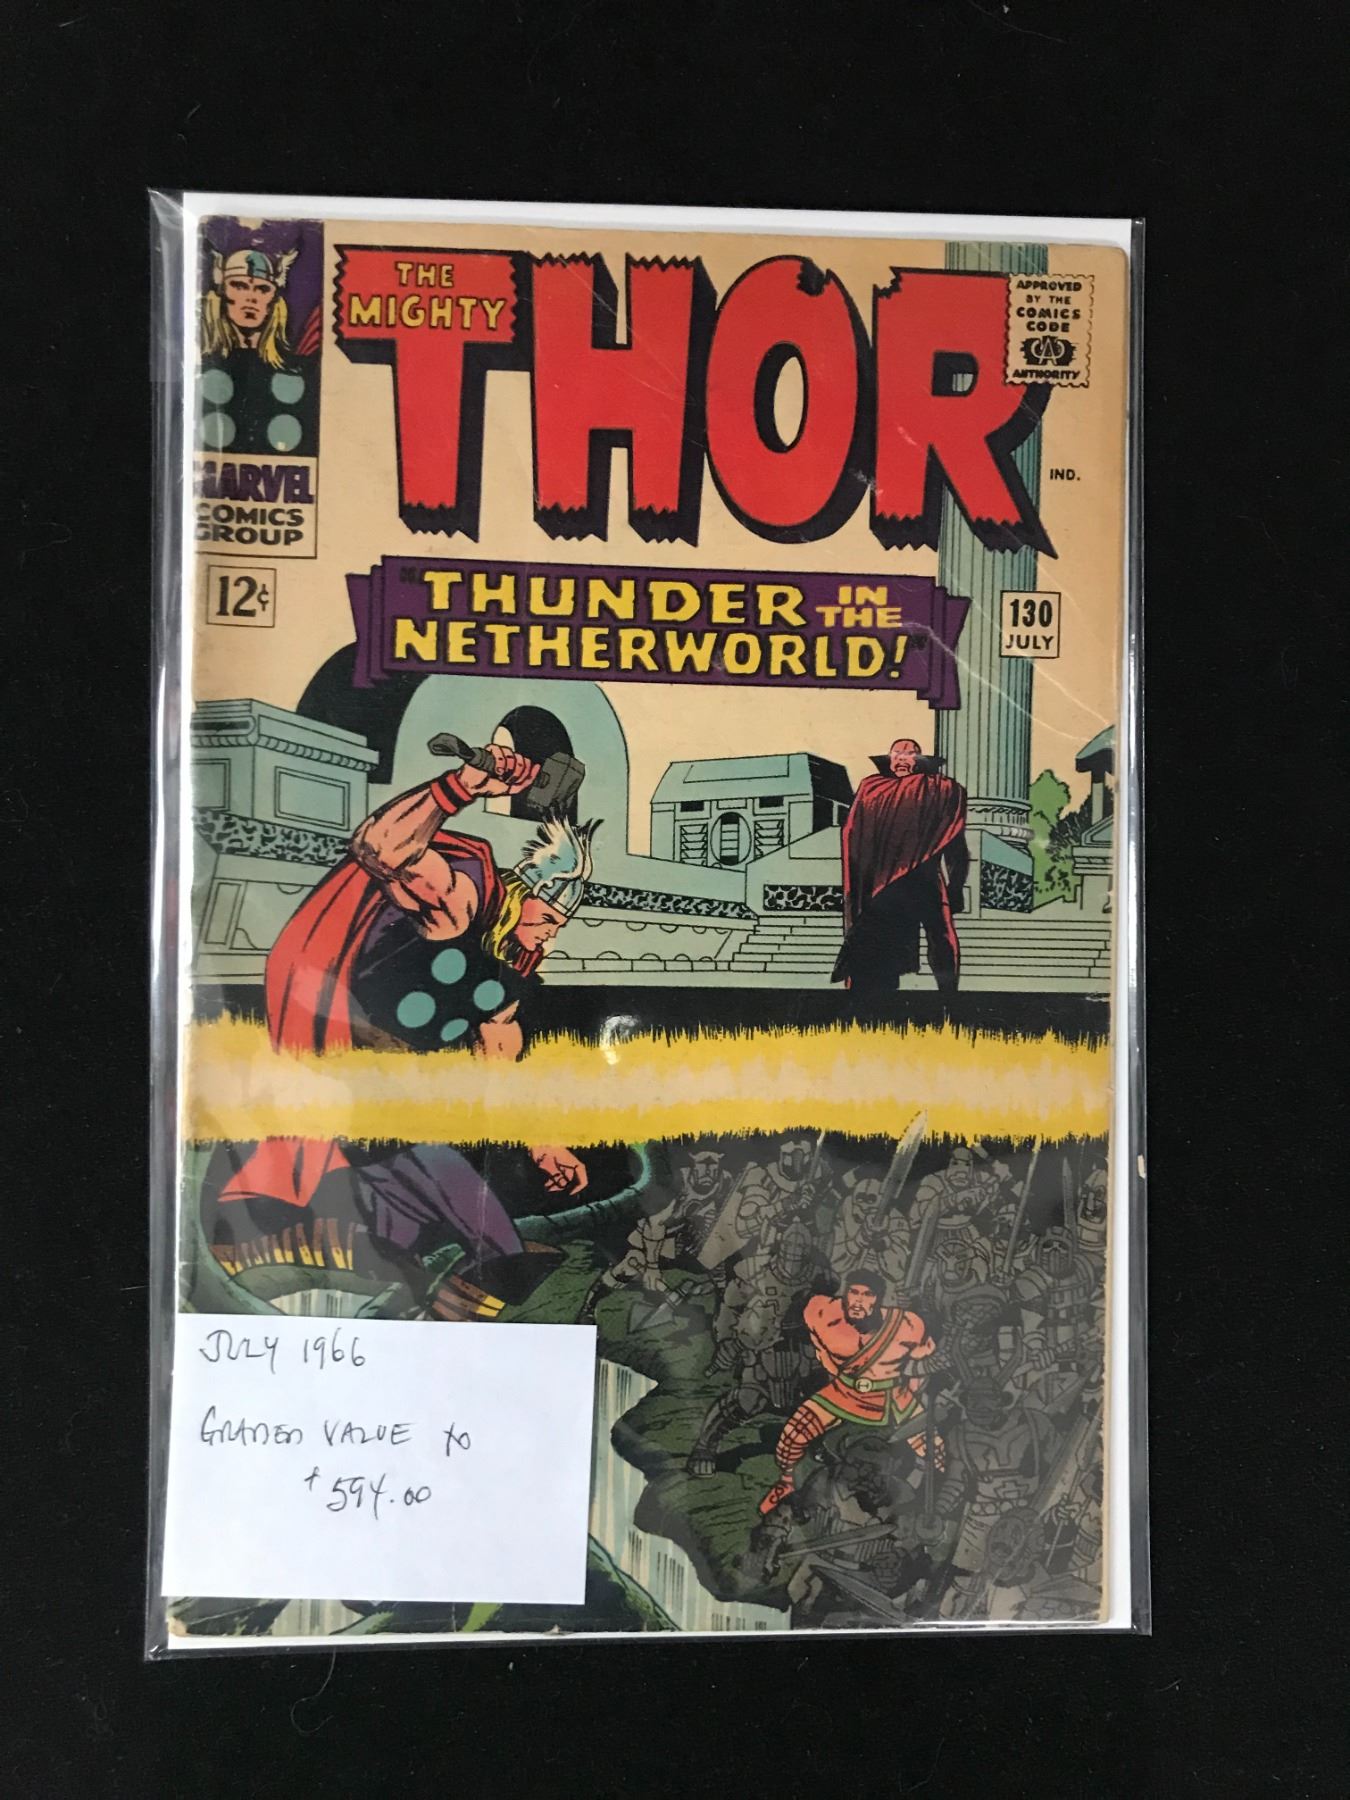 THE
MIGHTY
THOR
APPROVED
BY THE
COMICS
CODE
CA
AUTHORITY
IND.
MARVEL
COMICS
GROUP
12¢
"THUNDER IN THE
NETHERWORLD!"
130
JULY
JULY 1966
GRADED VALUE to
$594.00